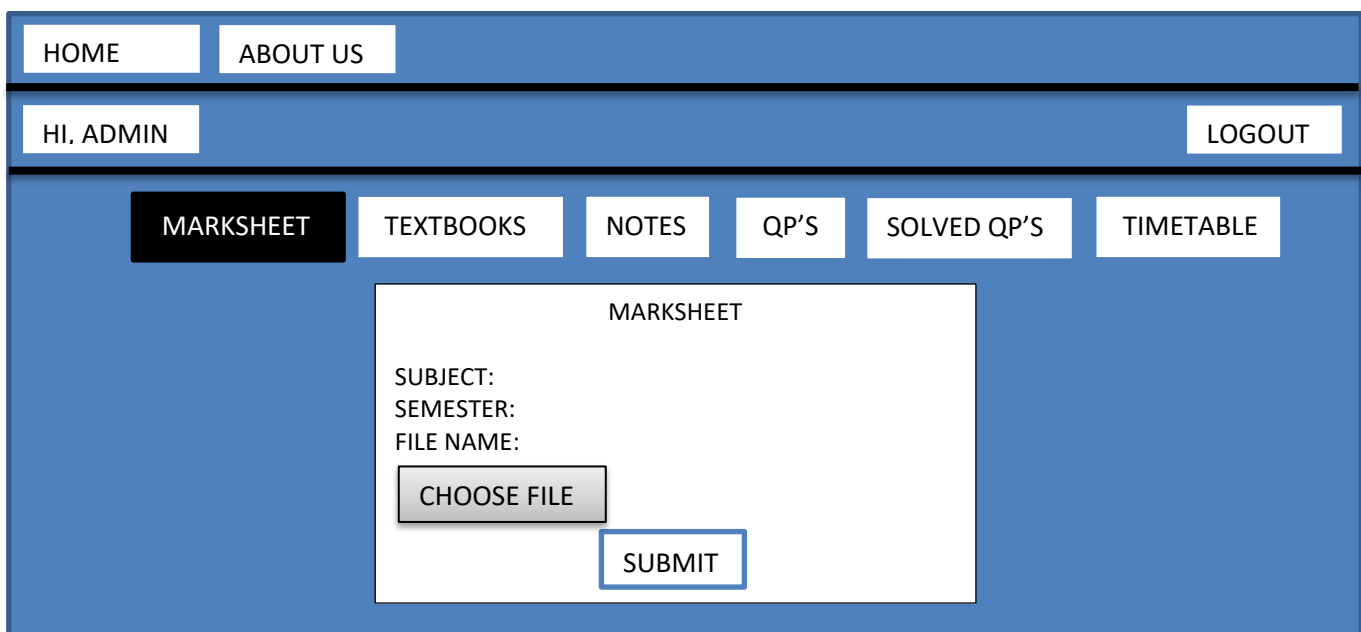 HOME ABOUT US
HI, ADMIN LOGOUT
MARKSHEET TEXTBOOKS NOTES QP’S SOLVED QP’S TIMETABLE
MARKSHEET
SUBJECT:
SEMESTER:
FILE NAME:
CHOOSE FILE
SUBMIT